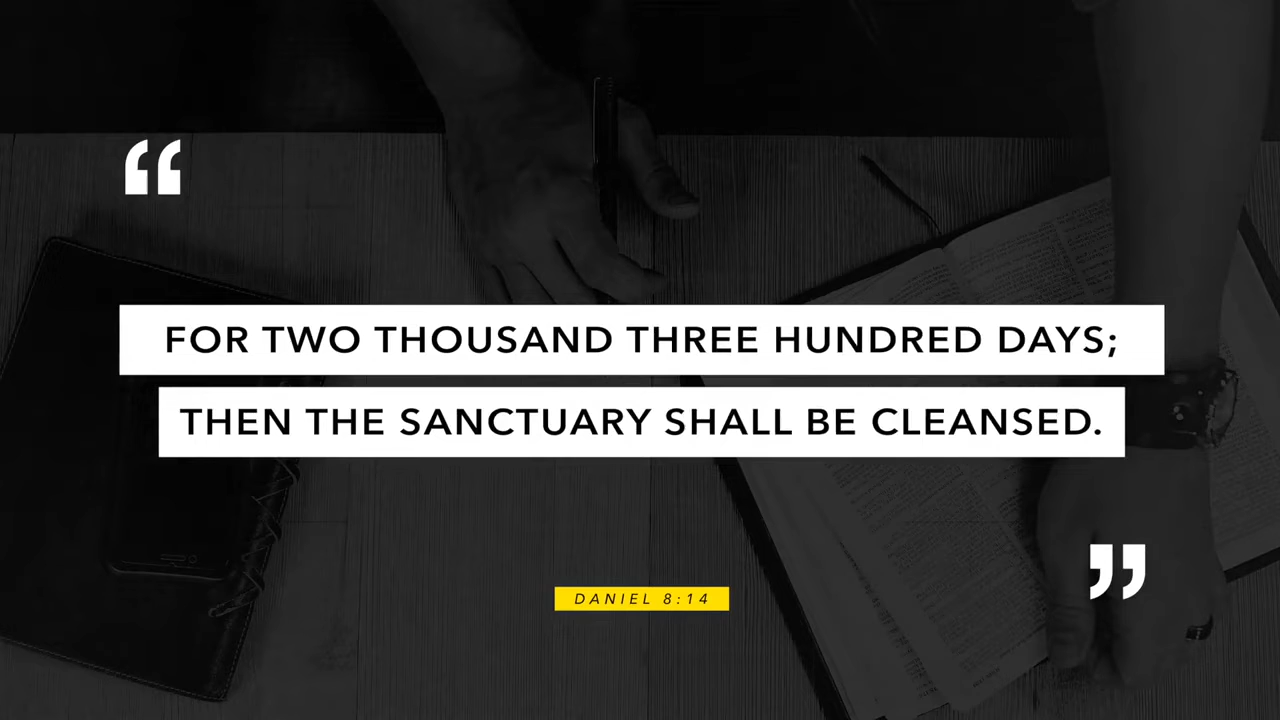 “
FOR TWO THOUSAND THREE HUNDRED DAYS;
THEN THE SANCTUARY SHALL BE CLEANSED.
”
DANIEL 8:14